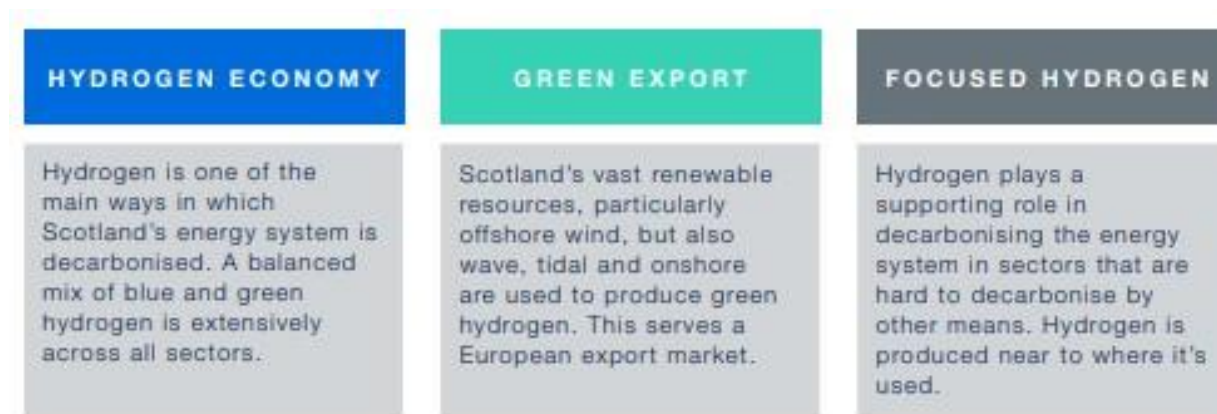 HYDROGEN ECONOMY
Hydrogen is one of the
main ways in which
Scotland's energy system is
decarbonised. A balanced
mix of blue and green
hydrogen is extensively
across all sectors.
GREEN EXPORT
Scotland's vast renewable
resources, particularly
offshore wind, but also
wave, tidal and onshore
are used to produce green
hydrogen. This serves a
European export market.
FOCUSED HYDROGEN
Hydrogen plays a
supporting role in
decarbonising the energy
system in sectors that are
hard to decarbonise by
other means. Hydrogen is
produced near to where it's
used.